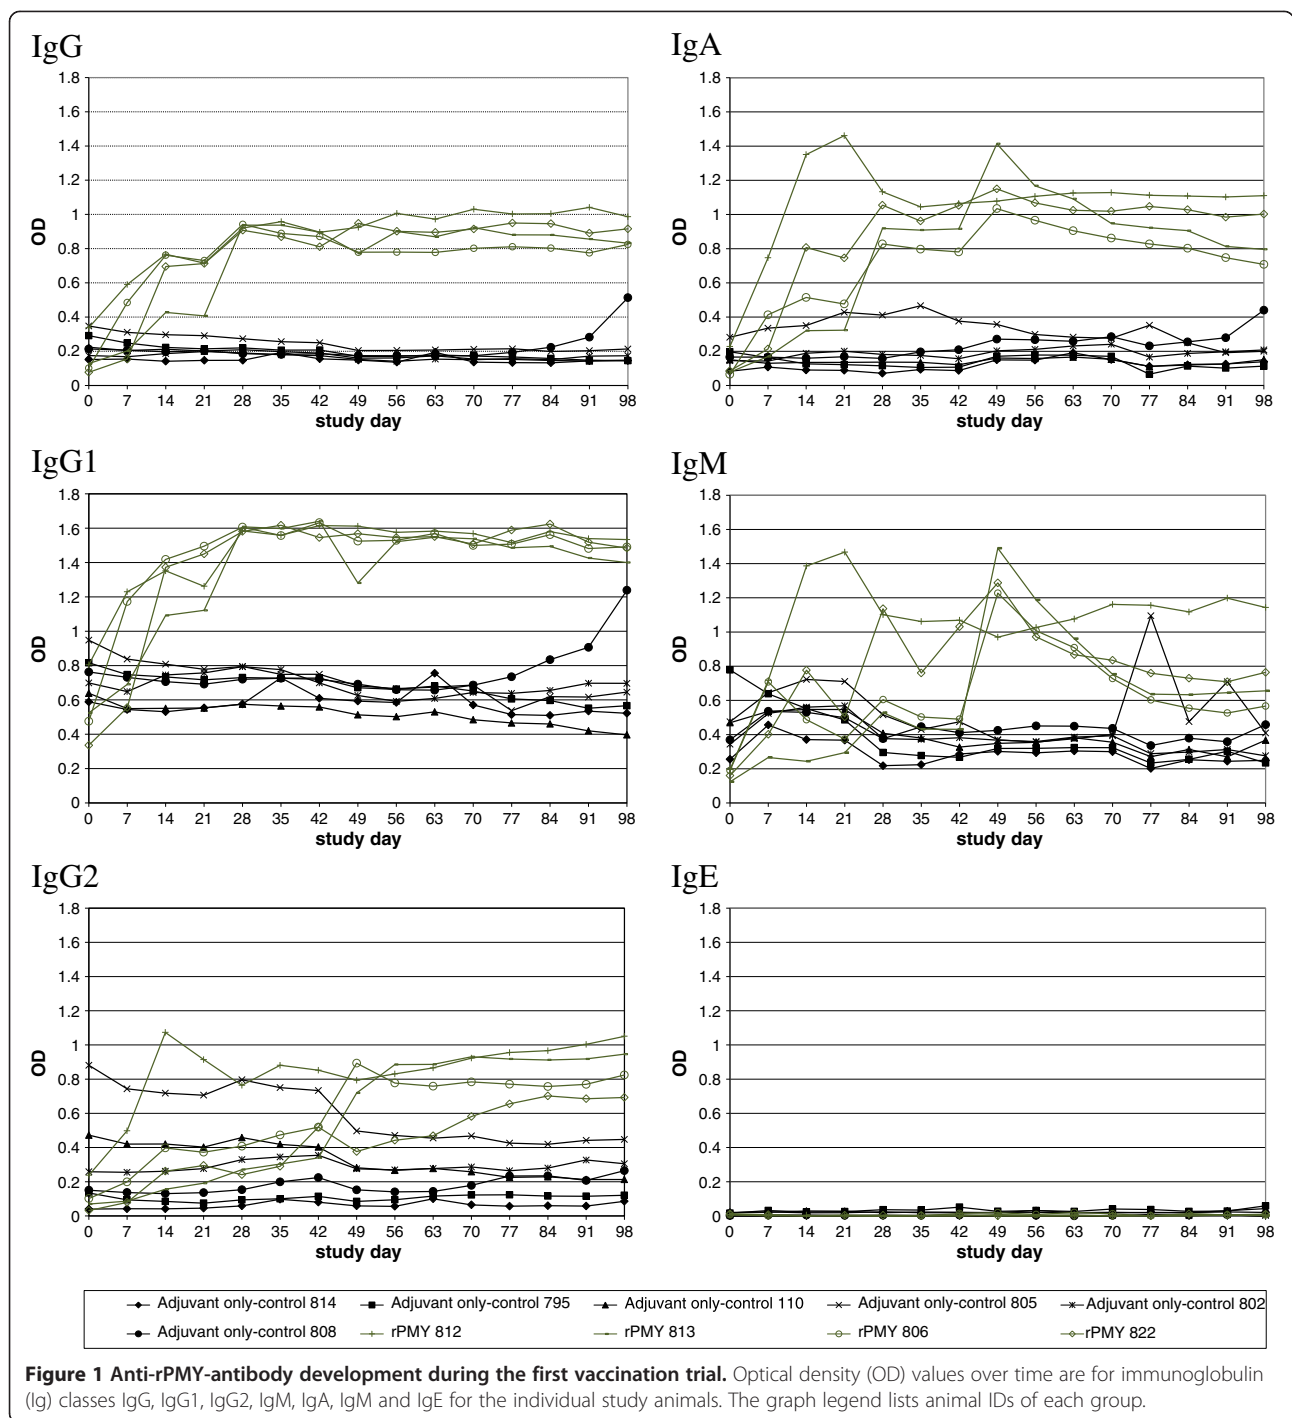 IgG
1.8
1.6
1.4
1.2
1
0.8
0.6
0.4
0.2
0
OD
0 7 14 21 28 35 42 49 56 63 70 77 84 91 98
study day
IgA
1.8
1.6
1.4
1.2
1
0.8
0.6
0.4
0.2
0
OD
0 7 14 21 28 35 42 49 56 63 70 77 84 91 98
study day
IgG1
1.8
1.6
1.4
1.2
1
0.8
0.6
0.4
0.2
0
OD
0 7 14 21 28 35 42 49 56 63 70 77 84 91 98
study day
IgM
1.8
1.6
1.4
1.2
1
0.8
0.6
0.4
0.2
0
OD
0 7 14 21 28 35 42 49 56 63 70 77 84 91 98
study day
IgG2
1.8
1.6
1.4
1.2
1
0.8
0.6
0.4
0.2
0
OD
0 7 14 21 28 35 42 49 56 63 70 77 84 91 98
study day
IgE
1.8
1.6
1.4
1.2
1
0.8
0.6
0.4
0.2
0
OD
0 7 14 21 28 35 42 49 56 63 70 77 84 91 98
study day
Adjuvant only-control 814 Adjuvant only-control 795 Adjuvant only-control 110 Adjuvant only-control 805 Adjuvant only-control 802
Adjuvant only-control 808 rPMY 812 rPMY 813 rPMY 806 rPMY 822
Figure 1 Anti-rPMY-antibody development during the first vaccination trial. Optical density (OD) values over time are for immunoglobulin
(Ig) classes IgG, IgG1, IgG2, IgM, IgA, IgM and IgE for the individual study animals. The graph legend lists animal IDs of each group.